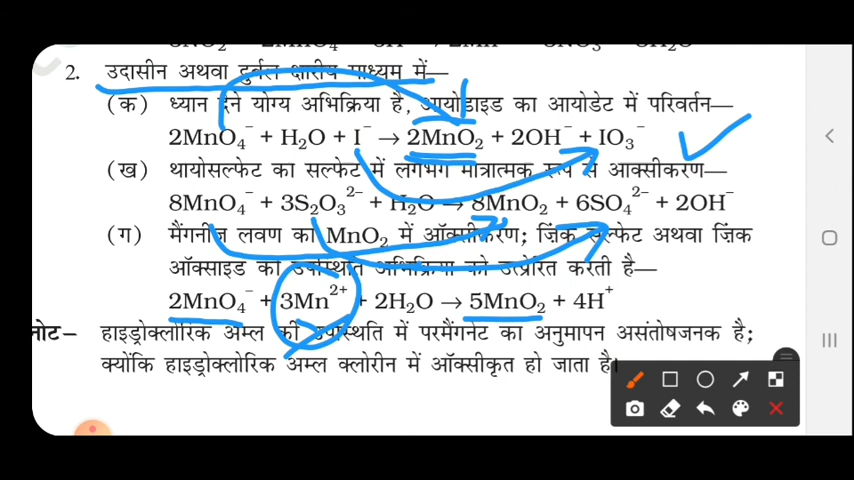 2. उदासीन अथवा दुर्बल क्षारीय माध्यम में—
(क) ध्यान देने योग्य अभिक्रिया है, आयोडाइड का आयोडेट में परिवर्तन—
2MnO₄⁻ + H₂O + I⁻ → 2MnO₂ + 2OH⁻ + IO₃⁻
(ख) थायोसल्फेट का सल्फेट में लगभग मात्रात्मक रूप से आक्सीकरण—
8MnO₄⁻ + 3S₂O₃²⁻ + H₂O → 8MnO₂ + 6SO₄²⁻ + 2OH⁻
(ग) मैंगनीज लवण का MnO₂ में ऑक्सीकरण; ज़िंक सल्फेट अथवा ज़िंक
ऑक्साइड की उपस्थिति अभिक्रिया को उत्प्रेरित करती है—
2MnO₄⁻ + 3Mn²⁺ + 2H₂O → 5MnO₂ + 4H⁺
नोट– हाइड्रोक्लोरिक अम्ल की उपस्थिति में परमैंगनेट का अनुमापन असंतोषजनक है;
क्योंकि हाइड्रोक्लोरिक अम्ल क्लोरीन में ऑक्सीकृत हो जाता है।